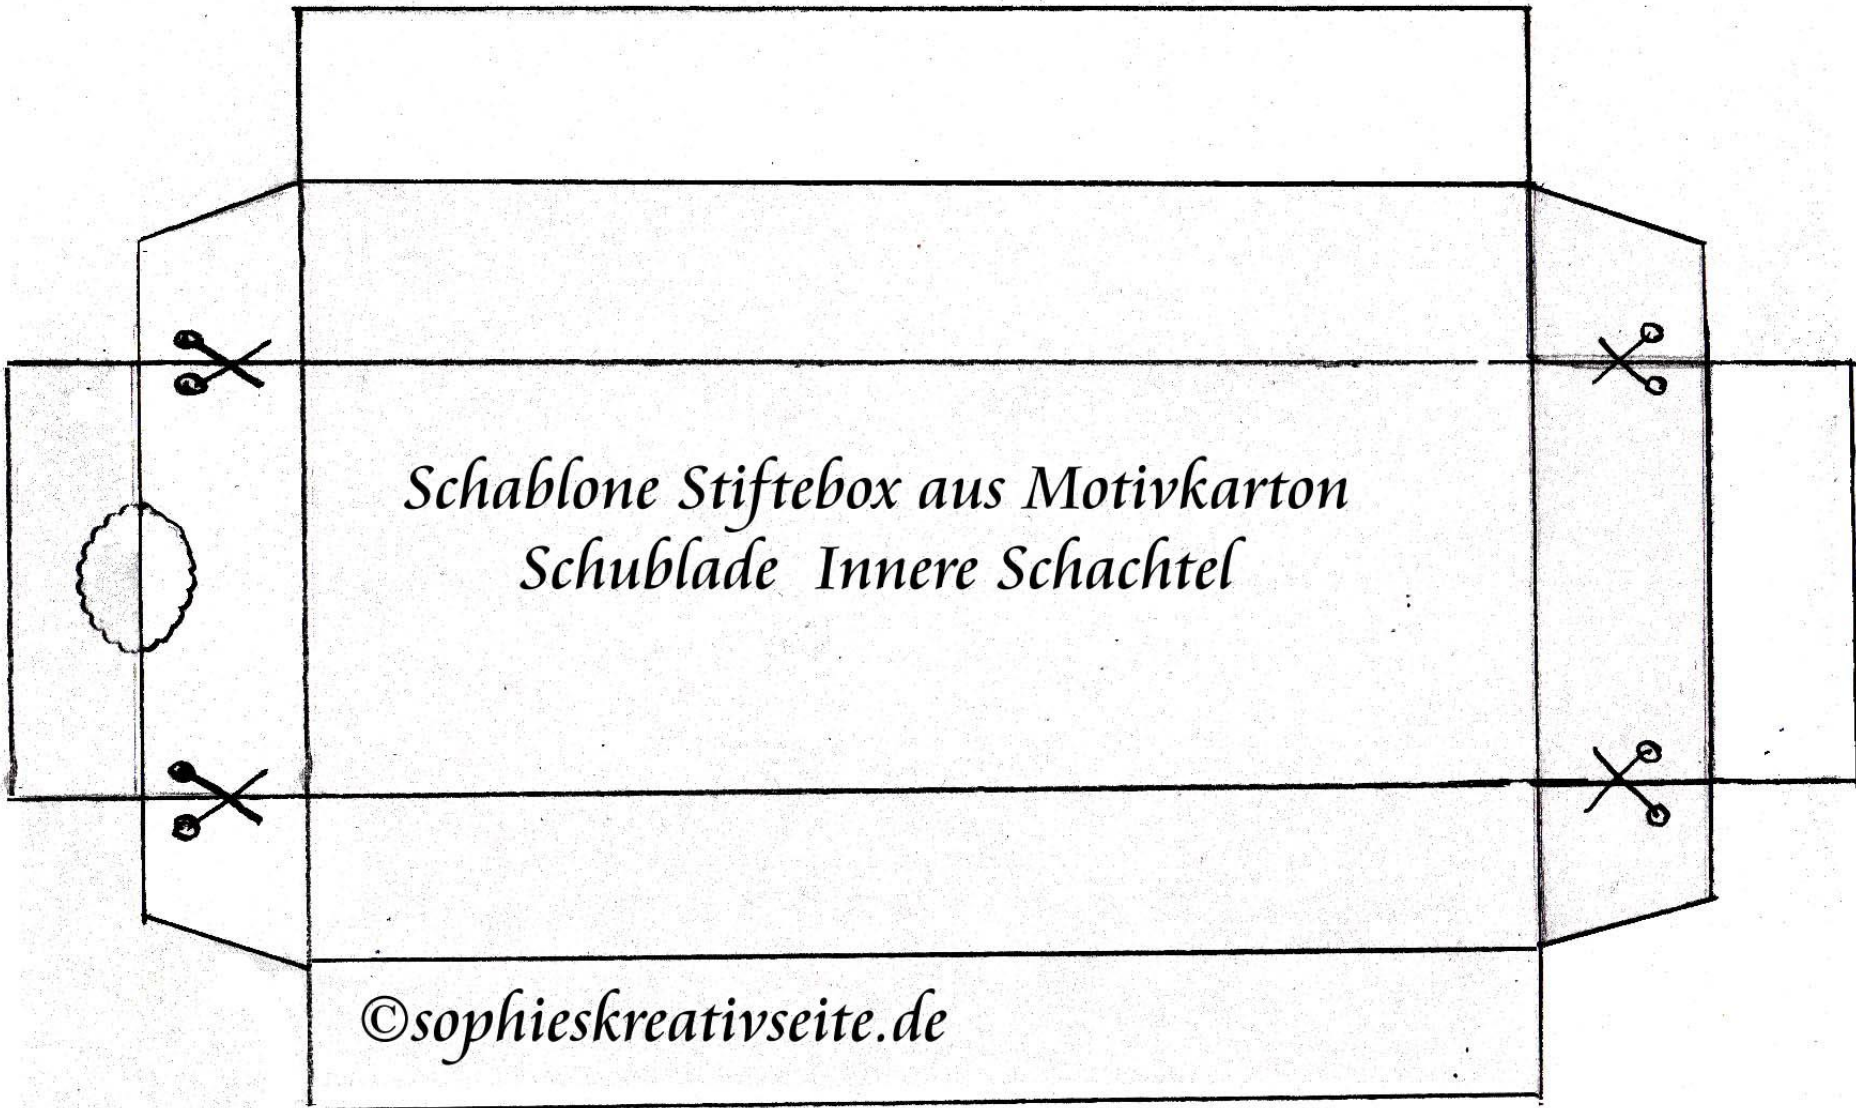 Schablone Stiftebox aus Motivkarton
Schublade Innere Schachtel
©sophieskreativseite.de